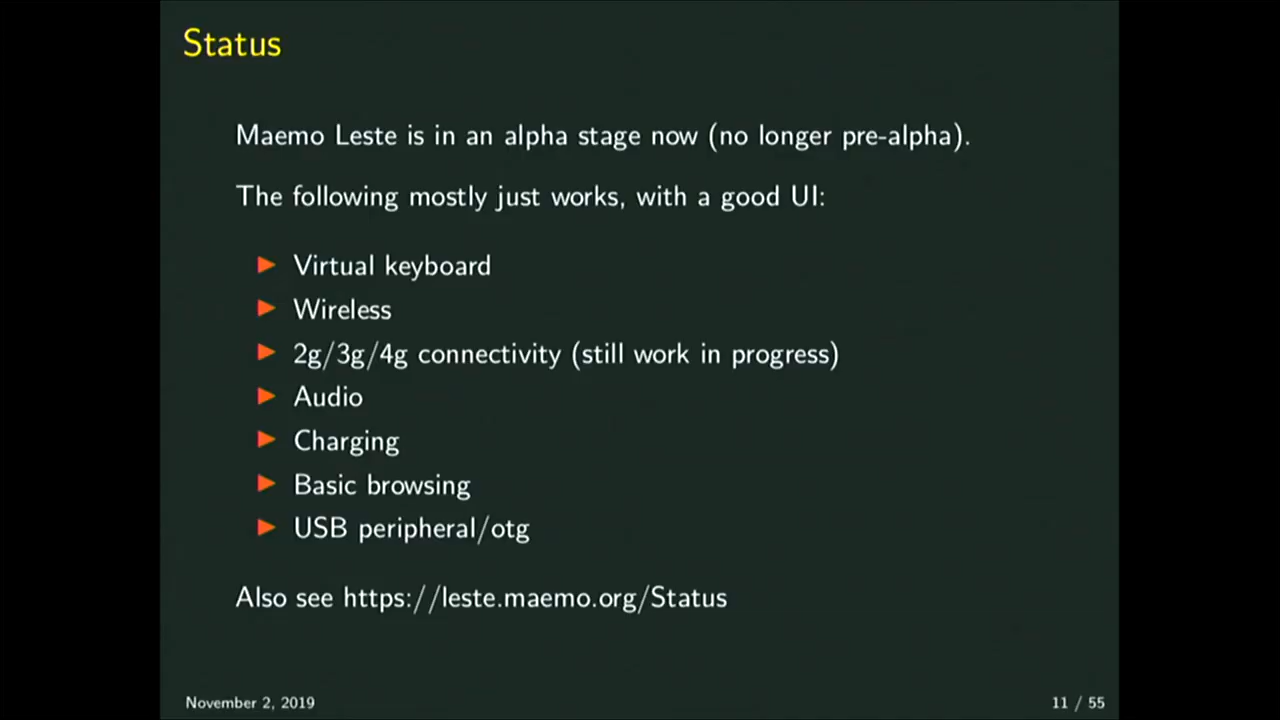 Status
Maemo Leste is in an alpha stage now (no longer pre-alpha).
The following mostly just works, with a good UI:
Virtual keyboard
Wireless
2g/3g/4g connectivity (still work in progress)
Audio
Charging
Basic browsing
USB peripheral/otg
Also see https://leste.maemo.org/Status
November 2, 2019
11 / 55